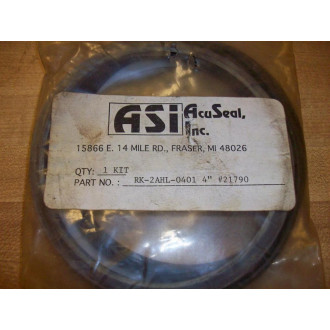 ASI AcuSeal, Inc.
15866 E. 14 MILE RD., FRASER, MI 48026
QTY: 1 KIT
PART NO.: RK-2AHL-0401 4" #21790